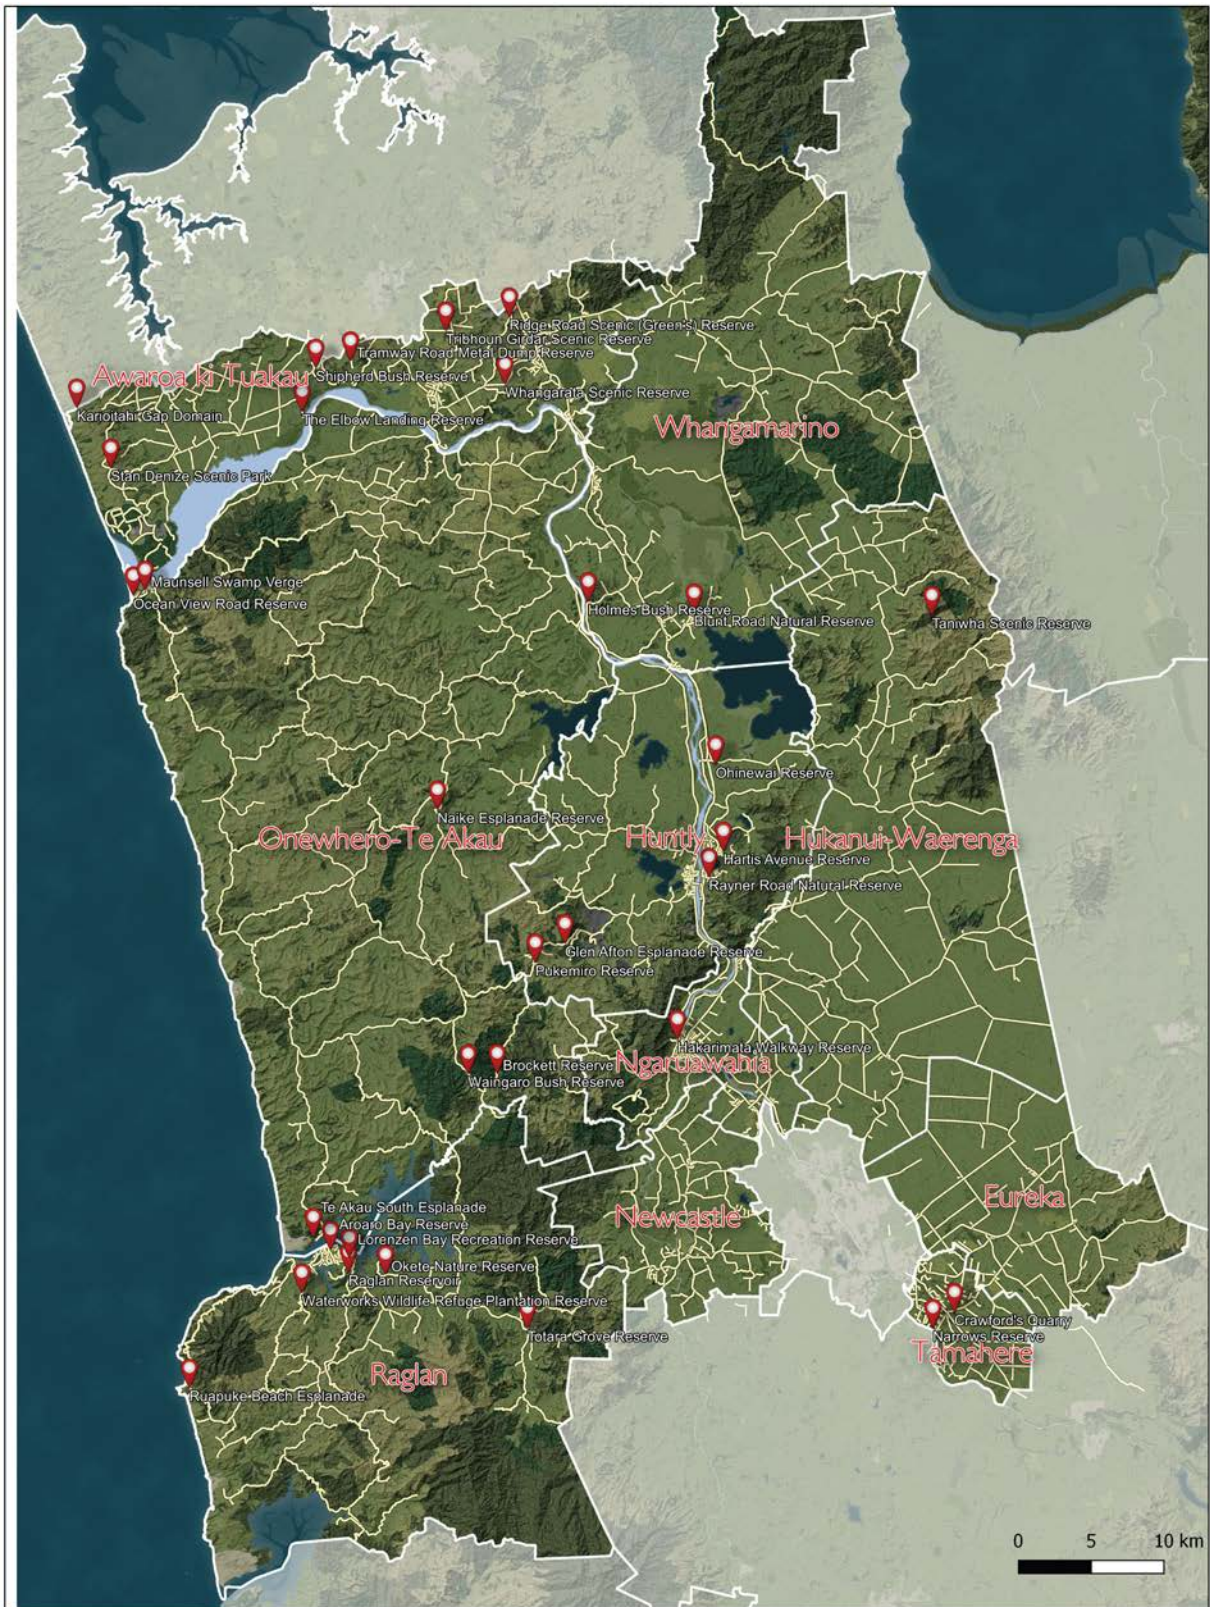 Ridge Road Scenic (Greens) Reserve
Tribhoun Girdar Scenic Reserve
Tramway Road Metal Dump Reserve
Awaroa ki Tuakau
Shipherd Bush Reserve
Whangarata Scenic Reserve
Karioitahi Gap Domain
The Elbow Landing Reserve
Whangamarino
Stan Denize Scenic Park
Maunsell Swamp Verge
Ocean View Road Reserve
Holmes Bush Reserve
Blunt Road Natural Reserve
Taniwha Scenic Reserve
Ohinewai Reserve
Naike Esplanade Reserve
Onewhero-Te Akau
Huntly
Hukanui-Waerenga
Hartis Avenue Reserve
Rayner Road Natural Reserve
Glen Afton Esplanade Reserve
Pukemiro Reserve
Hakarimata Walkway Reserve
Ngaruawahia
Brockett Reserve
Waingaro Bush Reserve
Te Akau South Esplanade
Aroaro Bay Reserve
Lorenzen Bay Recreation Reserve
Okete Nature Reserve
Raglan Reservoir
Waterworks Wildlife Refuge Plantation Reserve
Newcastle
Eureka
Totara Grove Reserve
Crawford's Quarry
Narrows Reserve
Tamahere
Raglan
Ruapuke Beach Esplanade
0 5 10 km